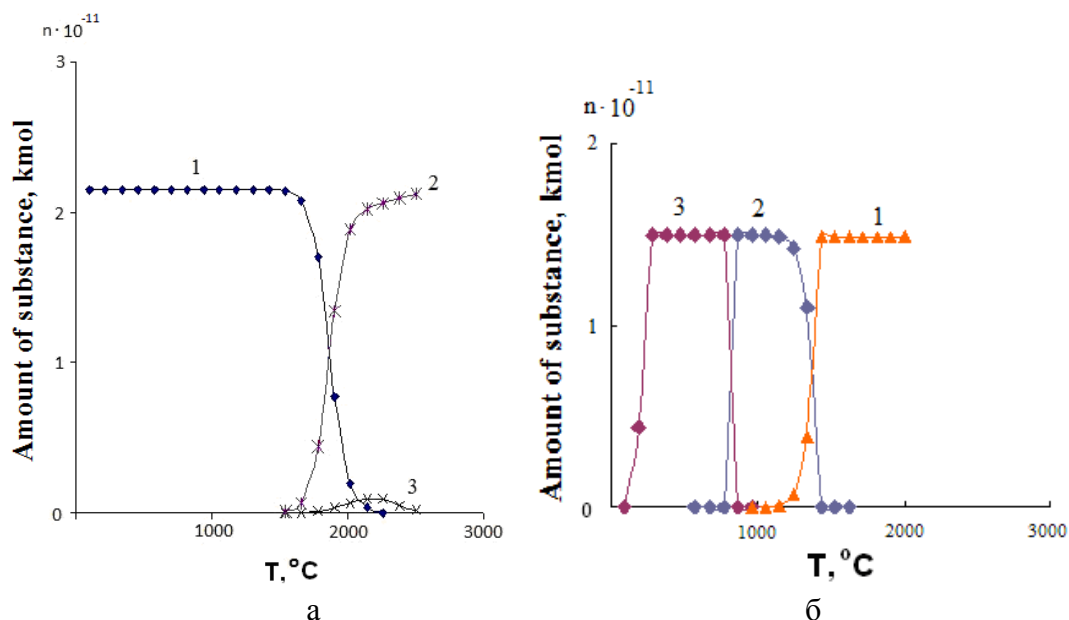 n· 10⁻¹¹
3
2
1
0
1000
2000
3000
1
2
3
Amount of substance, kmol
T, °C
а
n· 10⁻¹¹
2
1
0
1000
2000
3000
3
2
1
Amount of substance, kmol
T, °C
б